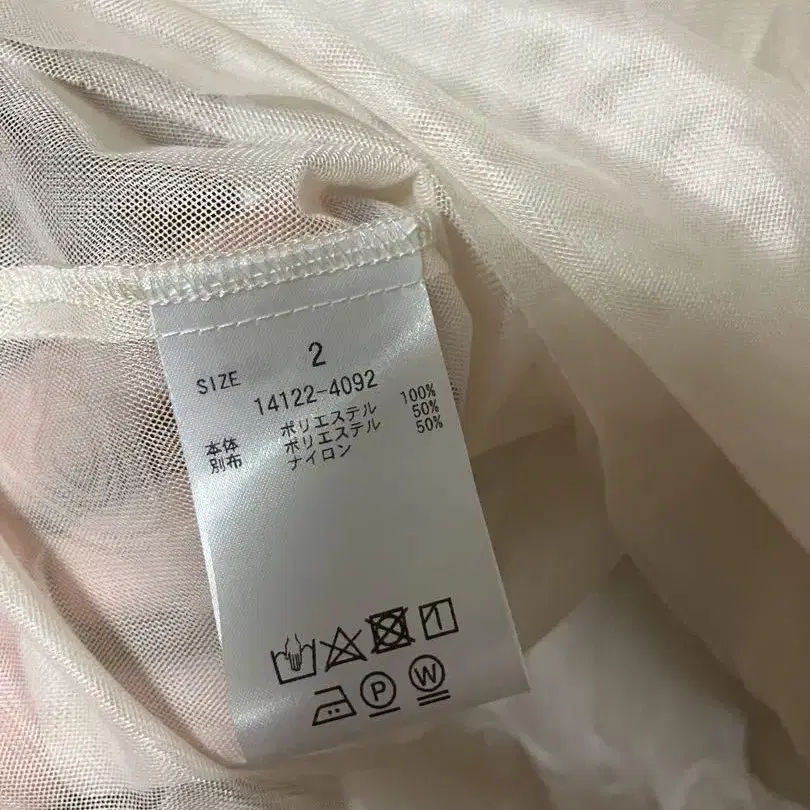 SIZE 2
14122-4092
本体 ポリエステル 100%
別布 ポリエステル 50%
ナイロン 50%
P W